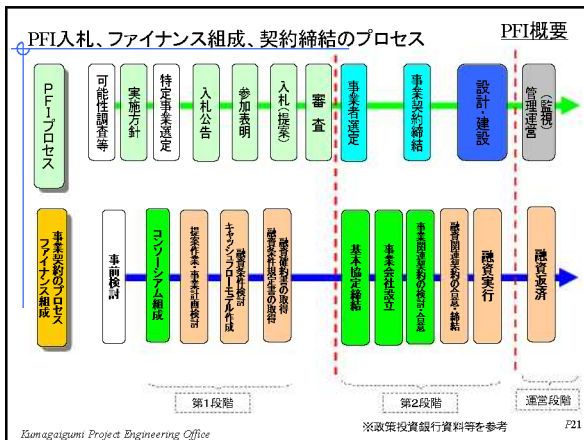 PFI入札、ファイナンス組成、契約締結のプロセス
PFI概要
PFIプロセス
可能性調査等
実施方針
特定事業選定
入札公告
参加表明
入札(提案)
審査
事業者選定
事業契約締結
設計・建設
管理運営
(監視)
事業契約のプロセス
ファイナンス組成
事前検討
コンソーシアム組成
提案作業・事業計画検討
融資条件検討
キャッシュフローモデル作成
融資確約書の取得
融資条件規定書の取得
基本協定締結
事業会社設立
事業関連契約の検討・合意
融資関連契約の合意・締結
融資実行
融資返済
第1段階
第2段階
運営段階
※政策投資銀行資料等を参考
P21
Kumagaigumi Project Engineering Office